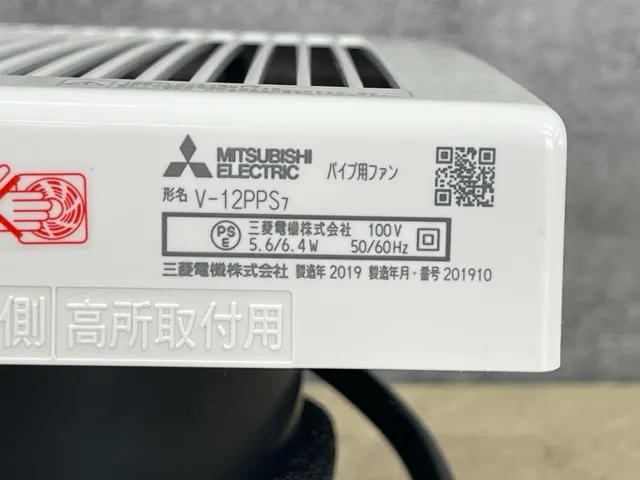 MITSUBISHI
ELECTRIC
パイプ用ファン
形名 V-12PPS7
PS
E
三菱電機株式会社 100V
5.6/6.4W 50/60Hz
三菱電機株式会社 製造年 2019 製造年月・番号 201910
側
高所取付用